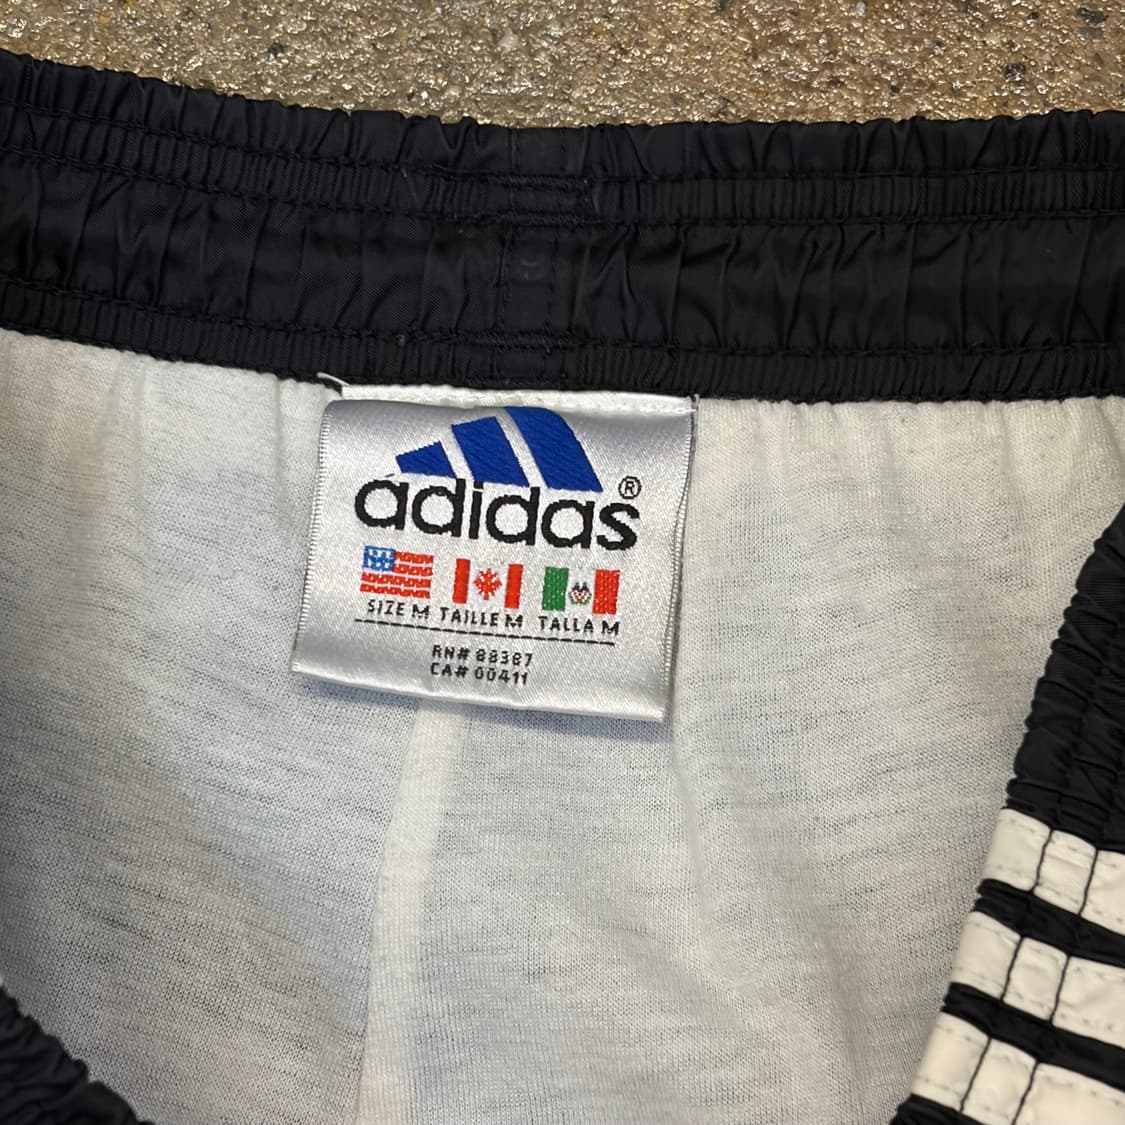 adidas®
SIZE M TAILLE M TALLA M
RN# 88387
CA# 00411